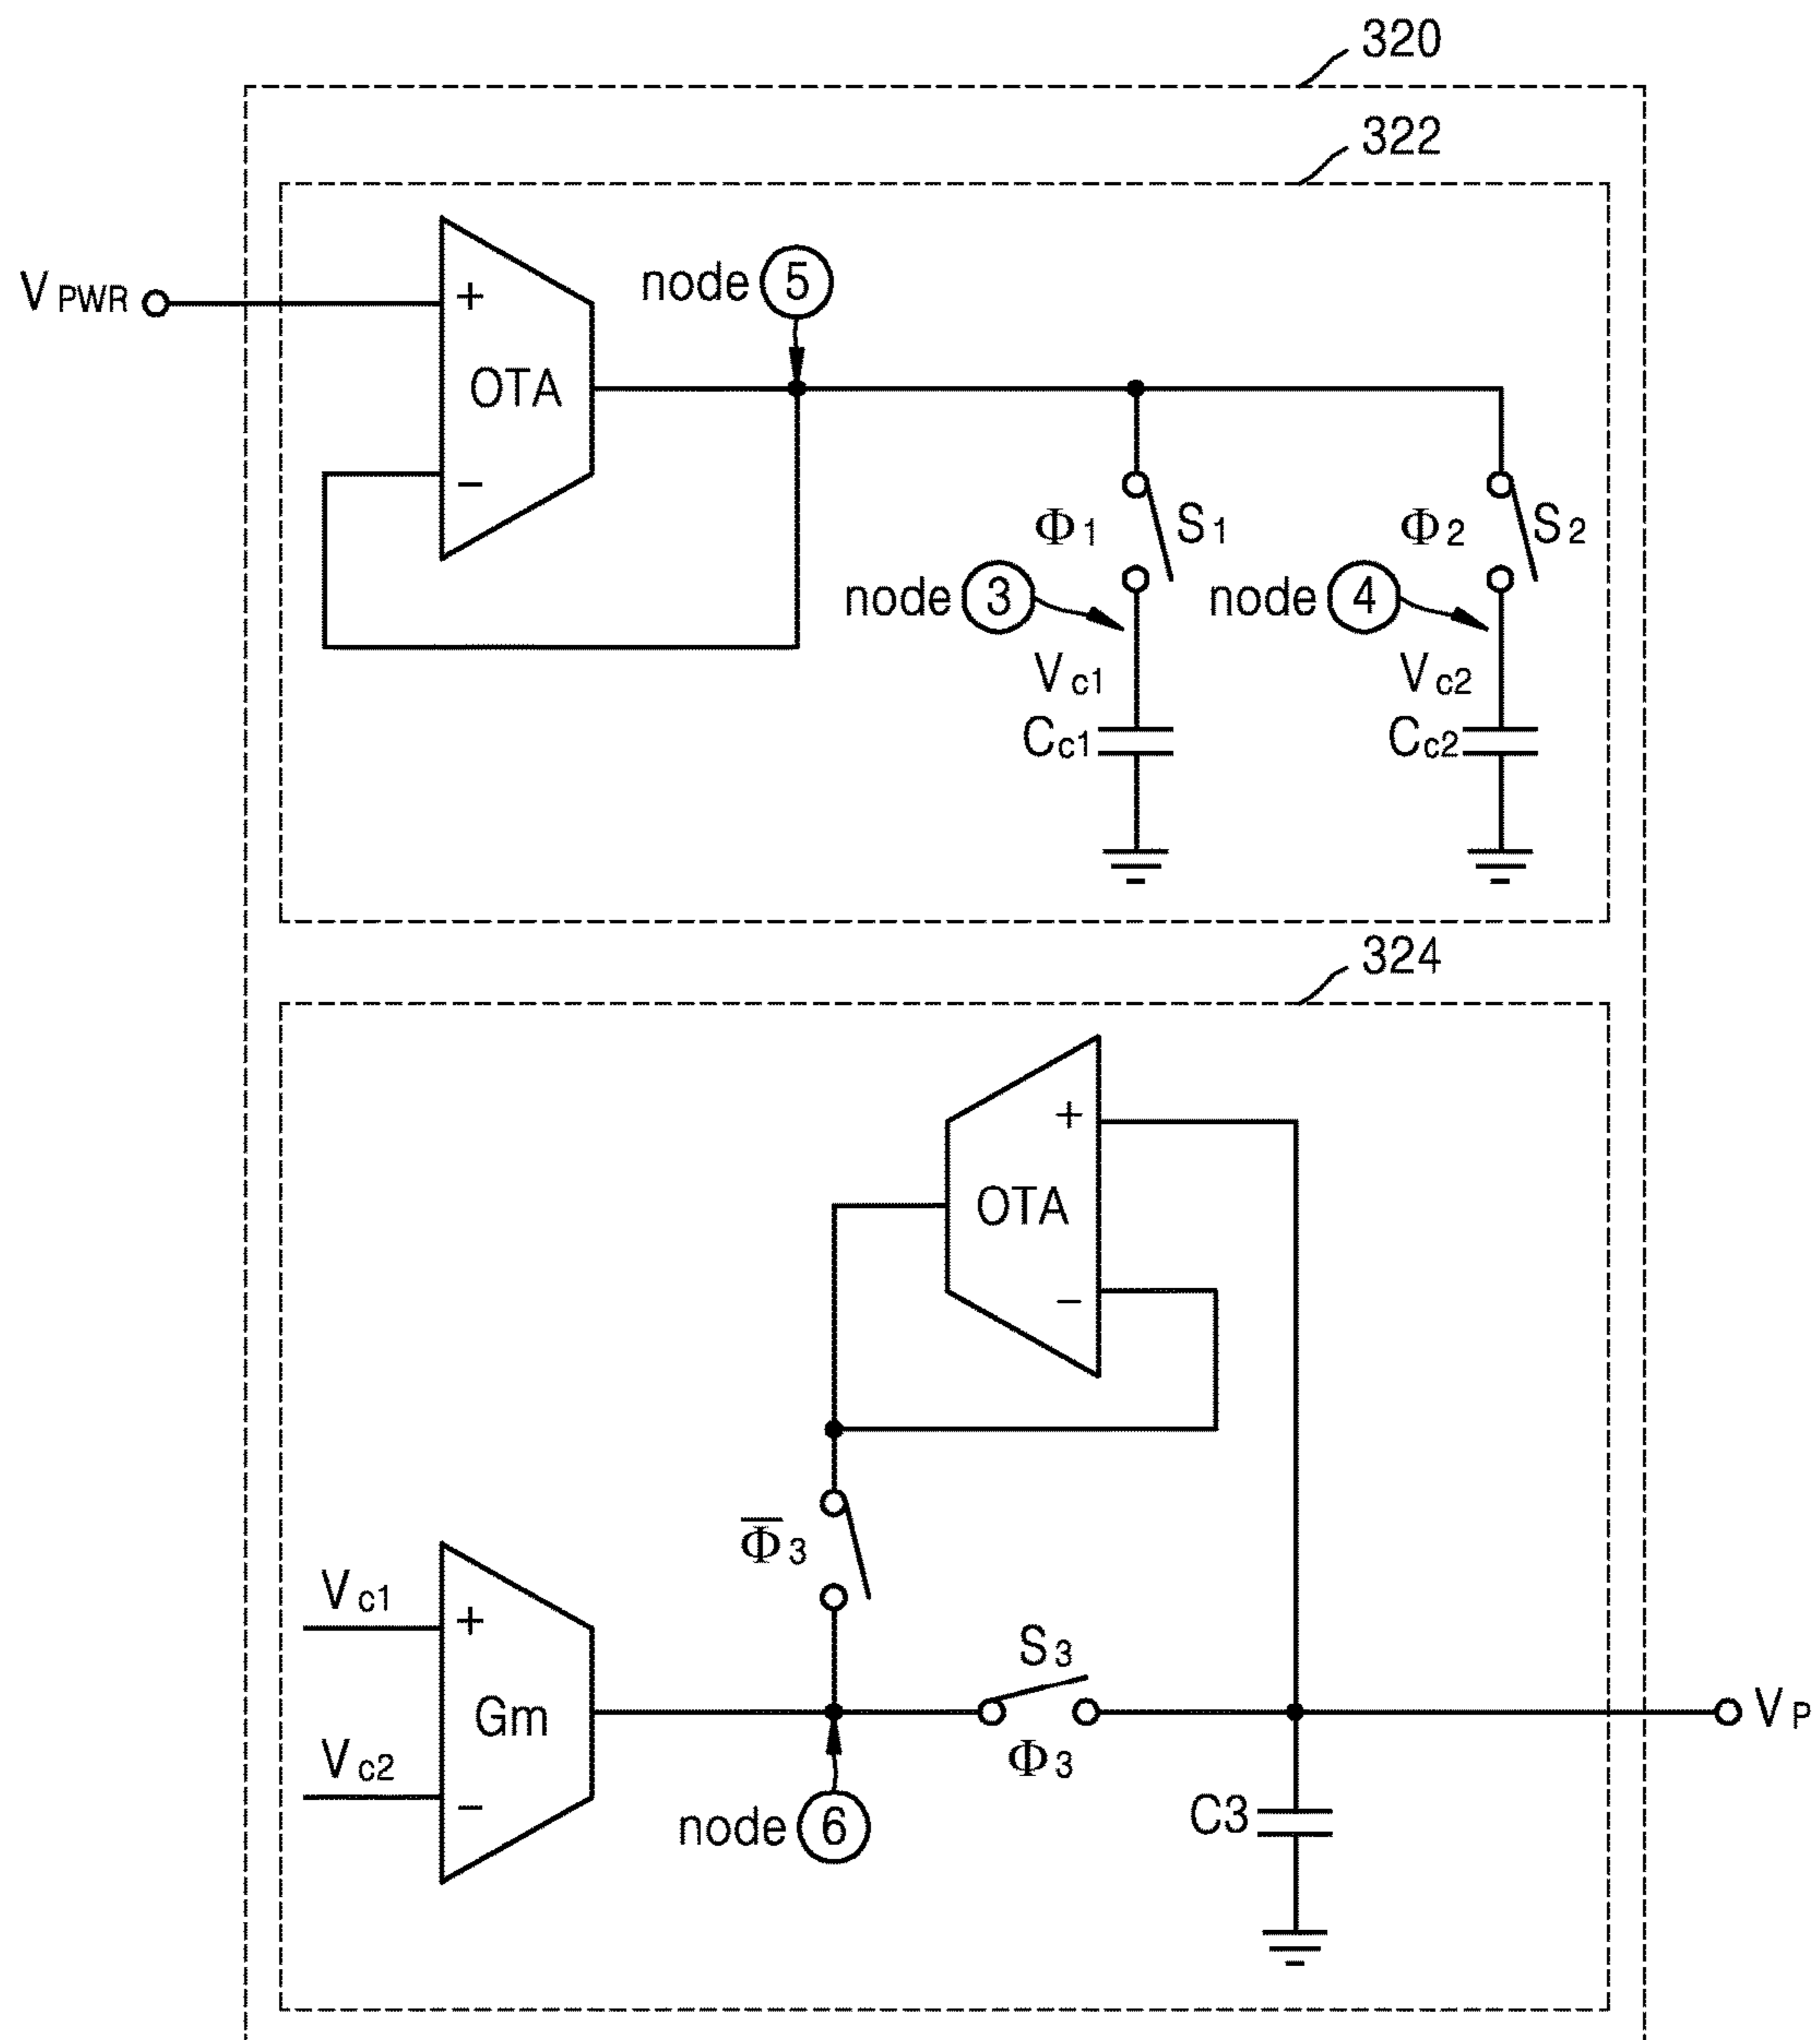 320
322
V PWR
+
OTA
−
node 5
Φ1
S1
Φ2
S2
node 3
node 4
Vc1
Vc2
Cc1
Cc2
324
+
OTA
−
Φ̅3
Vc1
+
Gm
Vc2
−
S3
Φ3
VP
node 6
C3